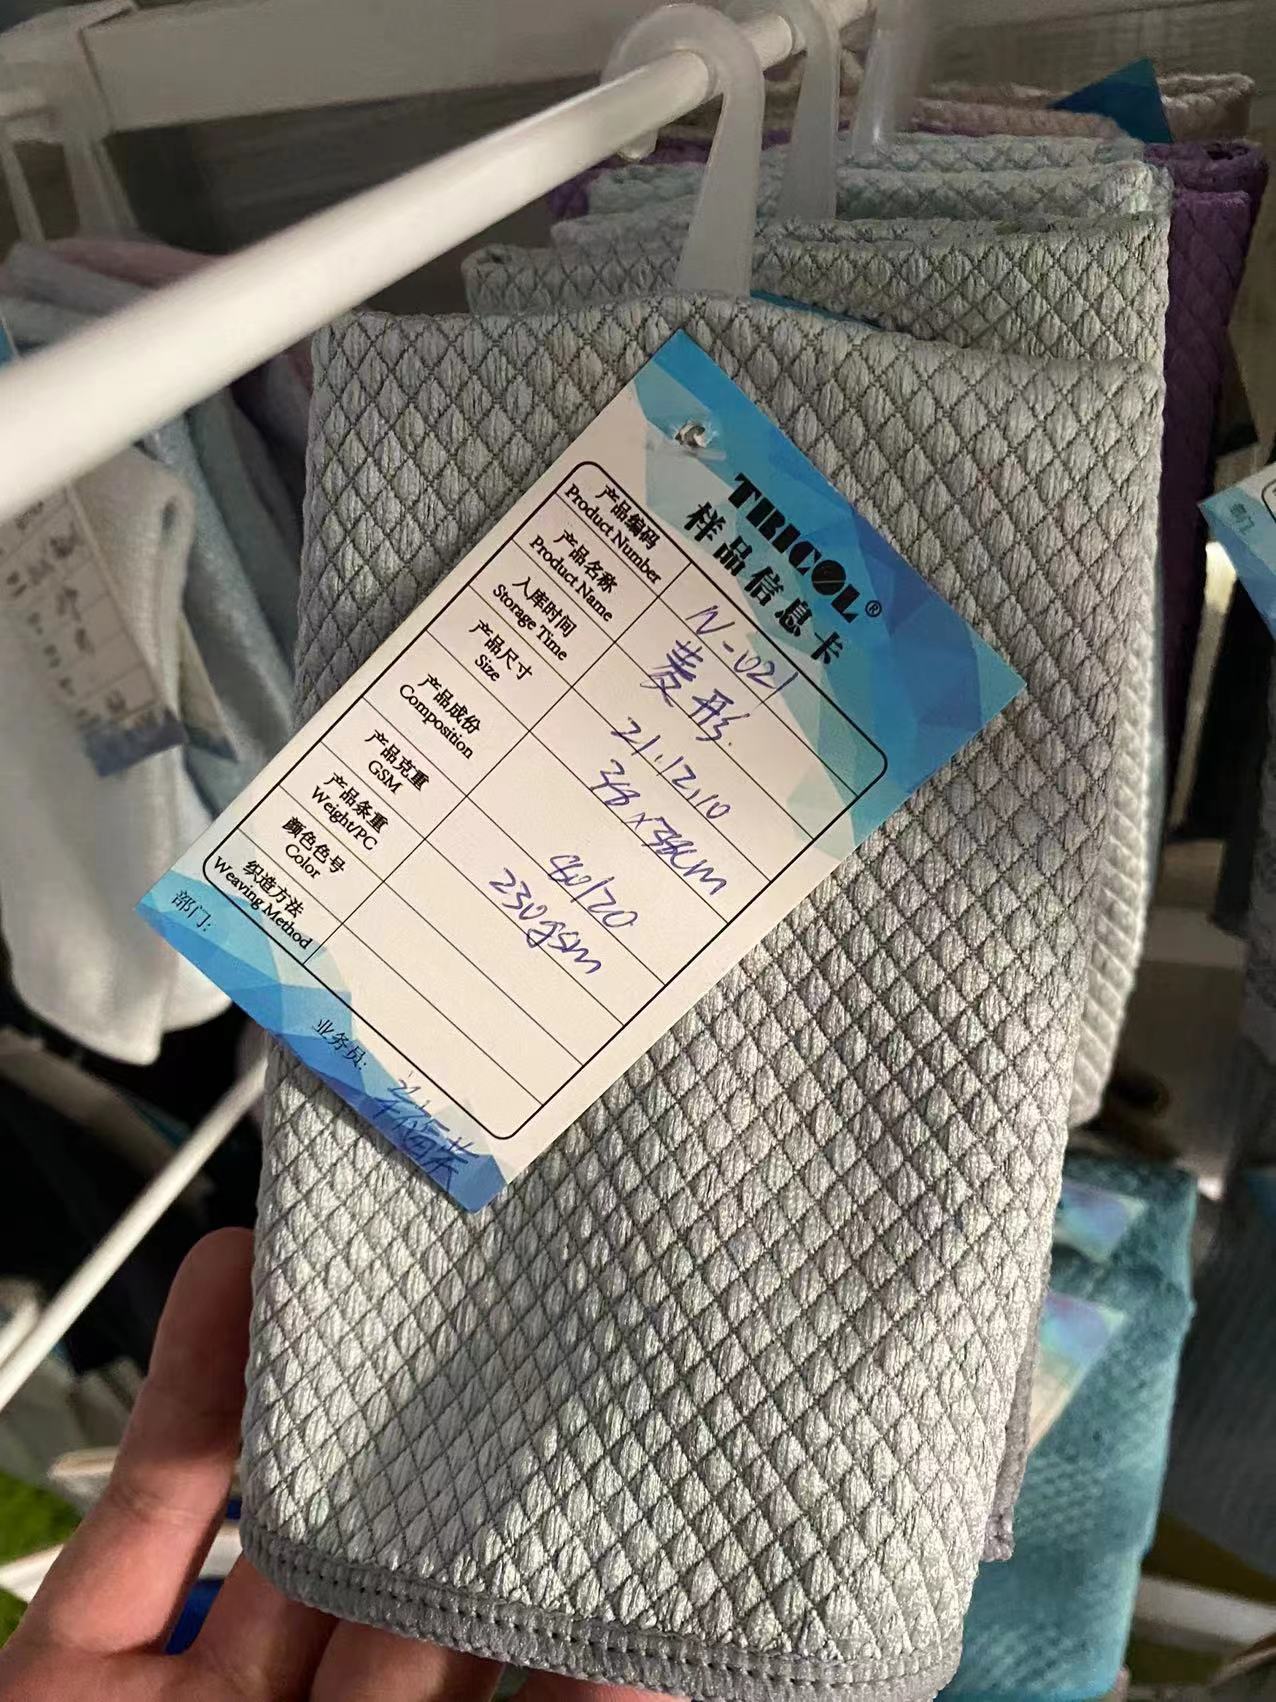 TRICOL®
样品信息卡
产品编码
Product Number
N-021
产品名称
Product Name
菱形
入库时间
Storage Time
21.12.10
产品尺寸
Size
38×38cm
产品成份
Composition
80/20
产品克重
GSM
230gsm
产品条重
Weight/PC
颜色色号
Color
织造方法
Weaving Method
部门:
业务员: